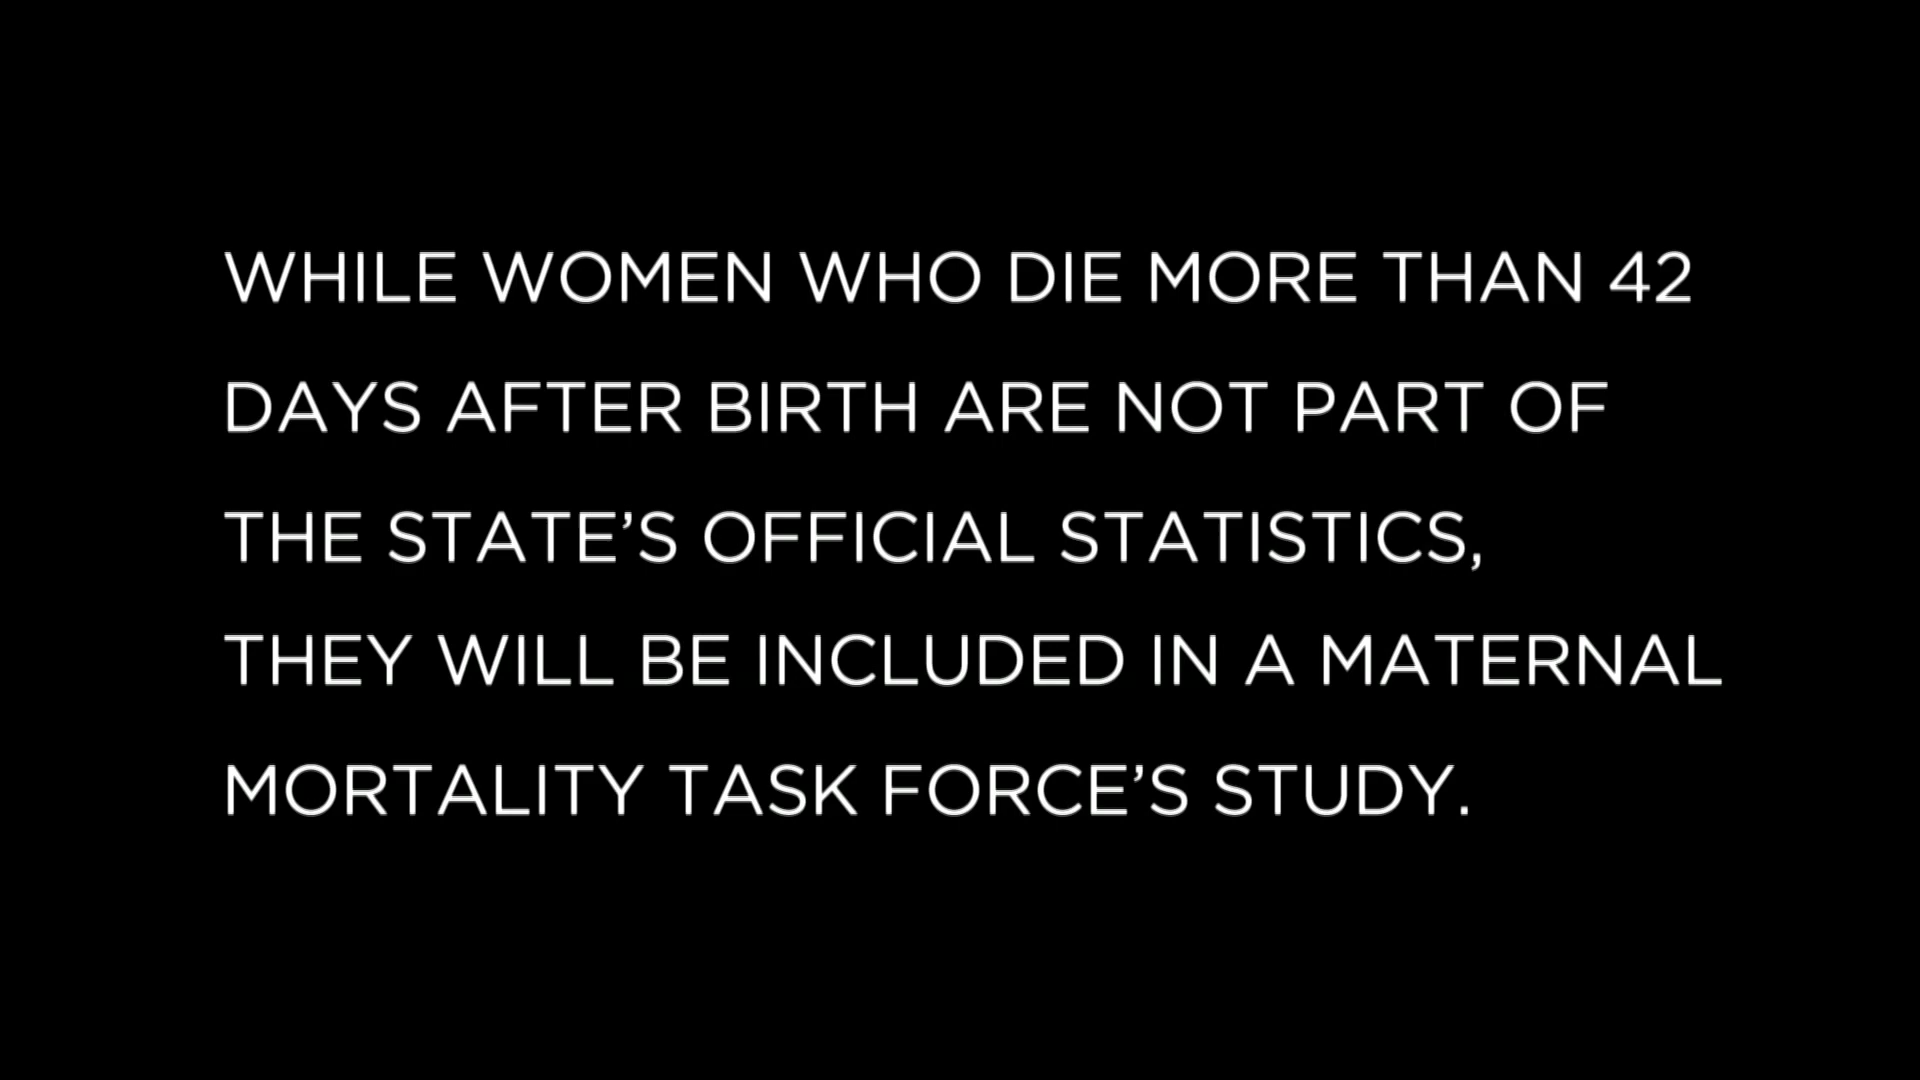 WHILE WOMEN WHO DIE MORE THAN 42
DAYS AFTER BIRTH ARE NOT PART OF
THE STATE’S OFFICIAL STATISTICS,
THEY WILL BE INCLUDED IN A MATERNAL
MORTALITY TASK FORCE’S STUDY.